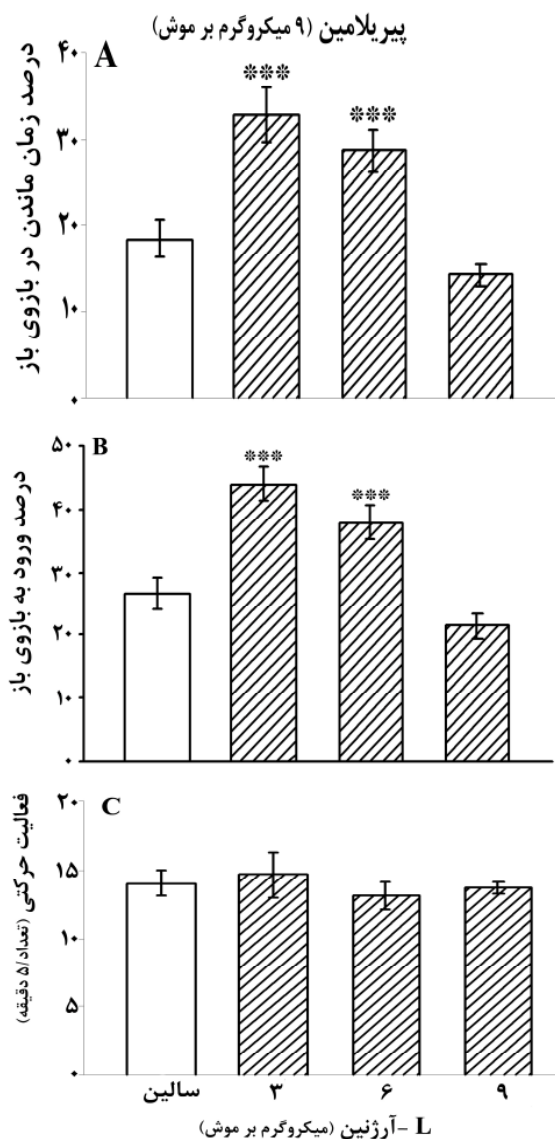 پیریلامین (۹ میکروگرم بر موش)
A
درصد زمان ماندن در بازوی باز
۴۰
۳۰
۲۰
۱۰
۰
***
***
B
درصد ورود به بازوی باز
۵۰
۴۰
۳۰
۲۰
۱۰
۰
***
***
C
فعالیت حرکتی (تعداد/۵ دقیقه)
۲۰
۱۵
۱۰
۵
۰
سالین
۳
۶
۹
L -آرژنین (میکروگرم بر موش)